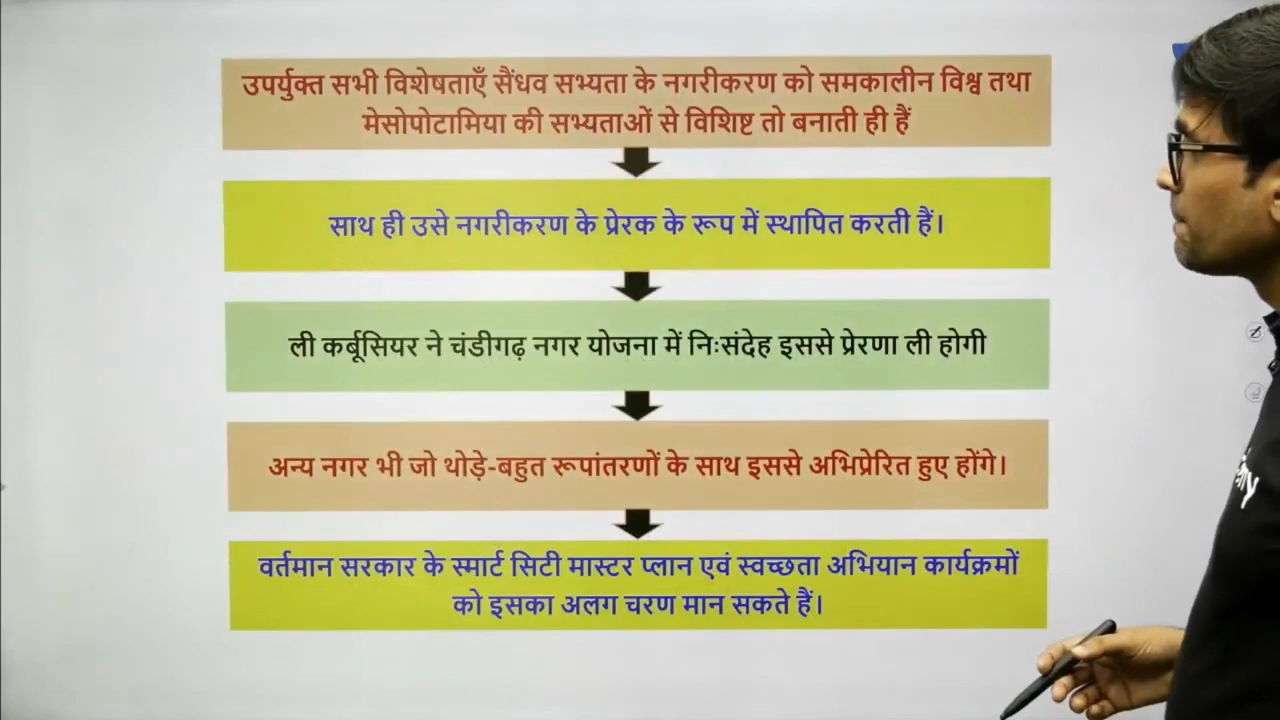 उपर्युक्त सभी विशेषताएँ सैंधव सभ्यता के नगरीकरण को समकालीन विश्व तथा
मेसोपोटामिया की सभ्यताओं से विशिष्ट तो बनाती ही हैं
साथ ही उसे नगरीकरण के प्रेरक के रूप में स्थापित करती हैं।
ली कर्बूसियर ने चंडीगढ़ नगर योजना में निःसंदेह इससे प्रेरणा ली होगी
अन्य नगर भी जो थोड़े-बहुत रूपांतरणों के साथ इससे अभिप्रेरित हुए होंगे।
वर्तमान सरकार के स्मार्ट सिटी मास्टर प्लान एवं स्वच्छता अभियान कार्यक्रमों
को इसका अलग चरण मान सकते हैं।